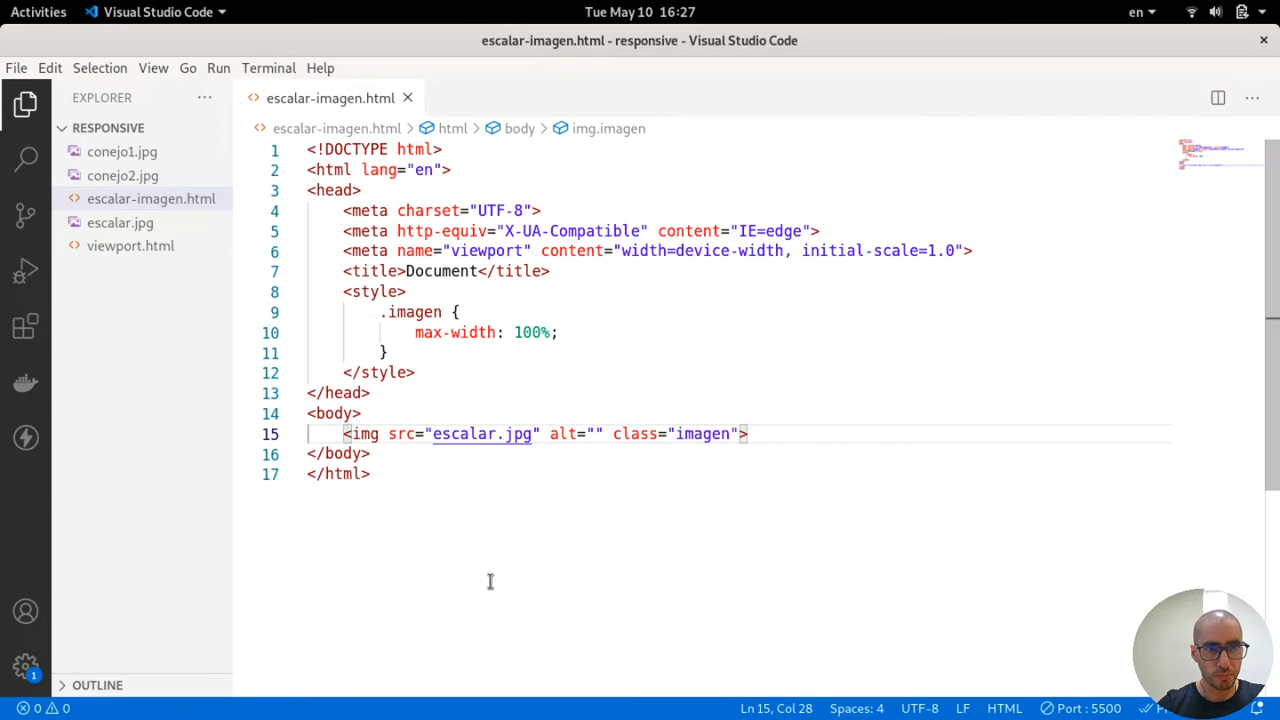 Activities Visual Studio Code Tue May 10 16:27 en
escalar-imagen.html - responsive - Visual Studio Code
File Edit Selection View Go Run Terminal Help
EXPLORER
RESPONSIVE
conejo1.jpg
conejo2.jpg
escalar-imagen.html
escalar.jpg
viewport.html
OUTLINE
escalar-imagen.html
escalar-imagen.html > html > body > img.imagen
1 <!DOCTYPE html>
2 <html lang="en">
3 <head>
4 <meta charset="UTF-8">
5 <meta http-equiv="X-UA-Compatible" content="IE=edge">
6 <meta name="viewport" content="width=device-width, initial-scale=1.0">
7 <title>Document</title>
8 <style>
9 .imagen {
10 max-width: 100%;
11 }
12 </style>
13 </head>
14 <body>
15 <img src="escalar.jpg" alt="" class="imagen">
16 </body>
17 </html>
1
0 0 Ln 15, Col 28 Spaces: 4 UTF-8 LF HTML Port : 5500